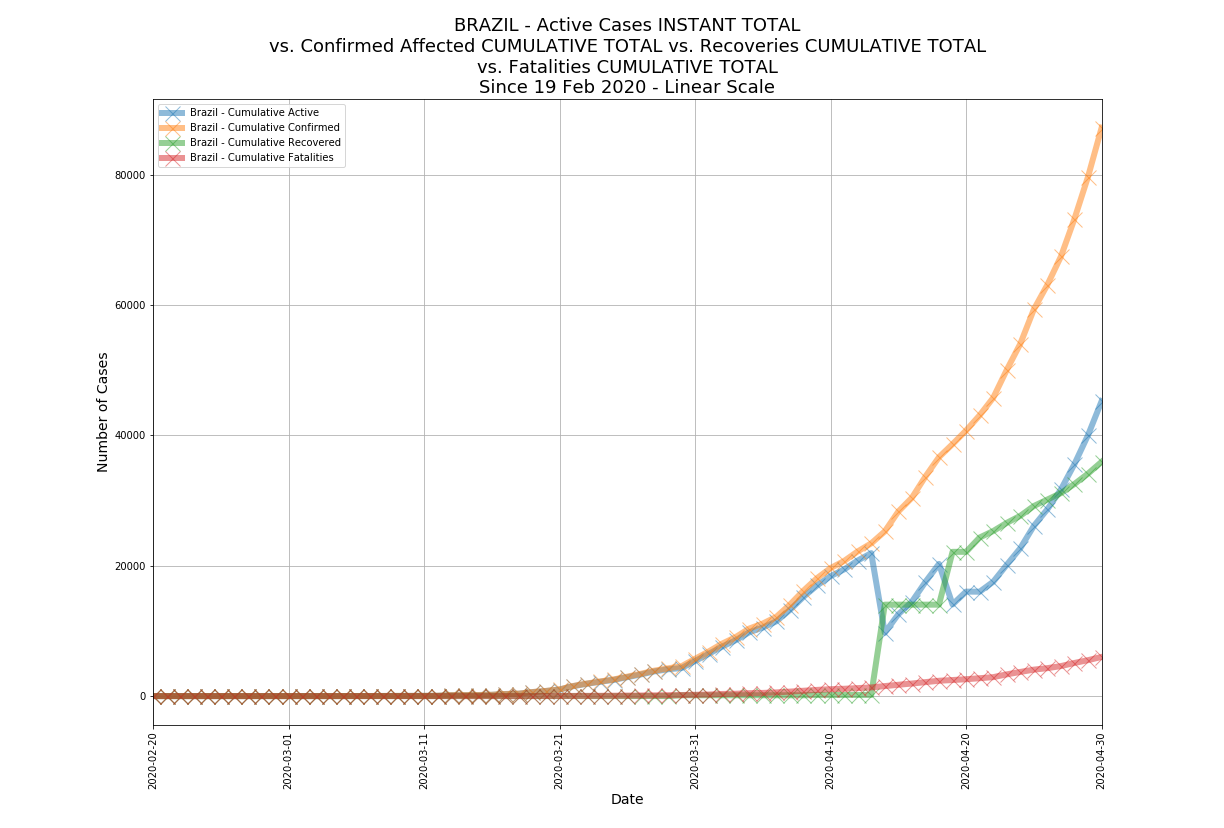 BRAZIL - Active Cases INSTANT TOTAL
vs. Confirmed Affected CUMULATIVE TOTAL vs. Recoveries CUMULATIVE TOTAL
vs. Fatalities CUMULATIVE TOTAL
Since 19 Feb 2020 - Linear Scale
Brazil - Cumulative Active
Brazil - Cumulative Confirmed
Brazil - Cumulative Recovered
Brazil - Cumulative Fatalities
Number of Cases
80000
60000
40000
20000
0
2020-02-20
2020-03-01
2020-03-11
2020-03-21
2020-03-31
2020-04-10
2020-04-20
2020-04-30
Date